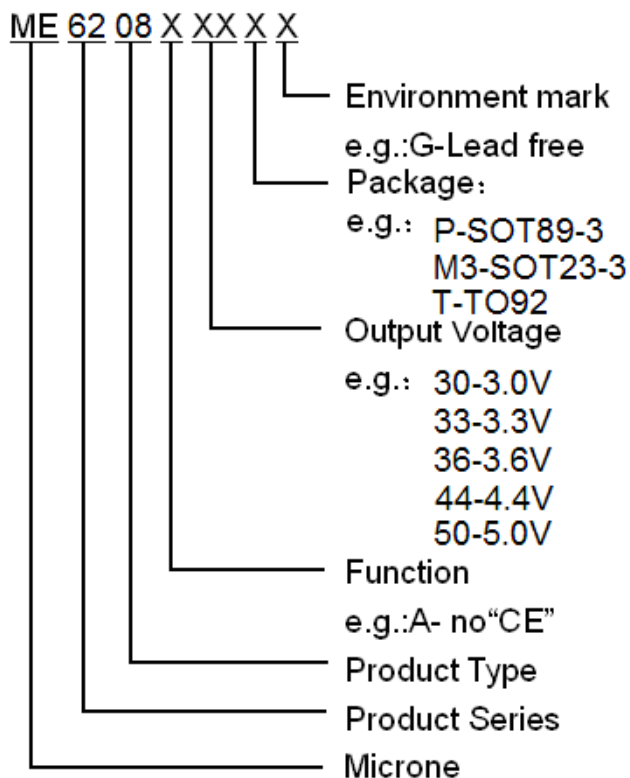 ME 62 08 X XX X X
Environment mark
e.g.:G-Lead free
Package：
e.g.： P-SOT89-3
M3-SOT23-3
T-TO92
Output Voltage
e.g.： 30-3.0V
33-3.3V
36-3.6V
44-4.4V
50-5.0V
Function
e.g.:A- no“CE”
Product Type
Product Series
Microne